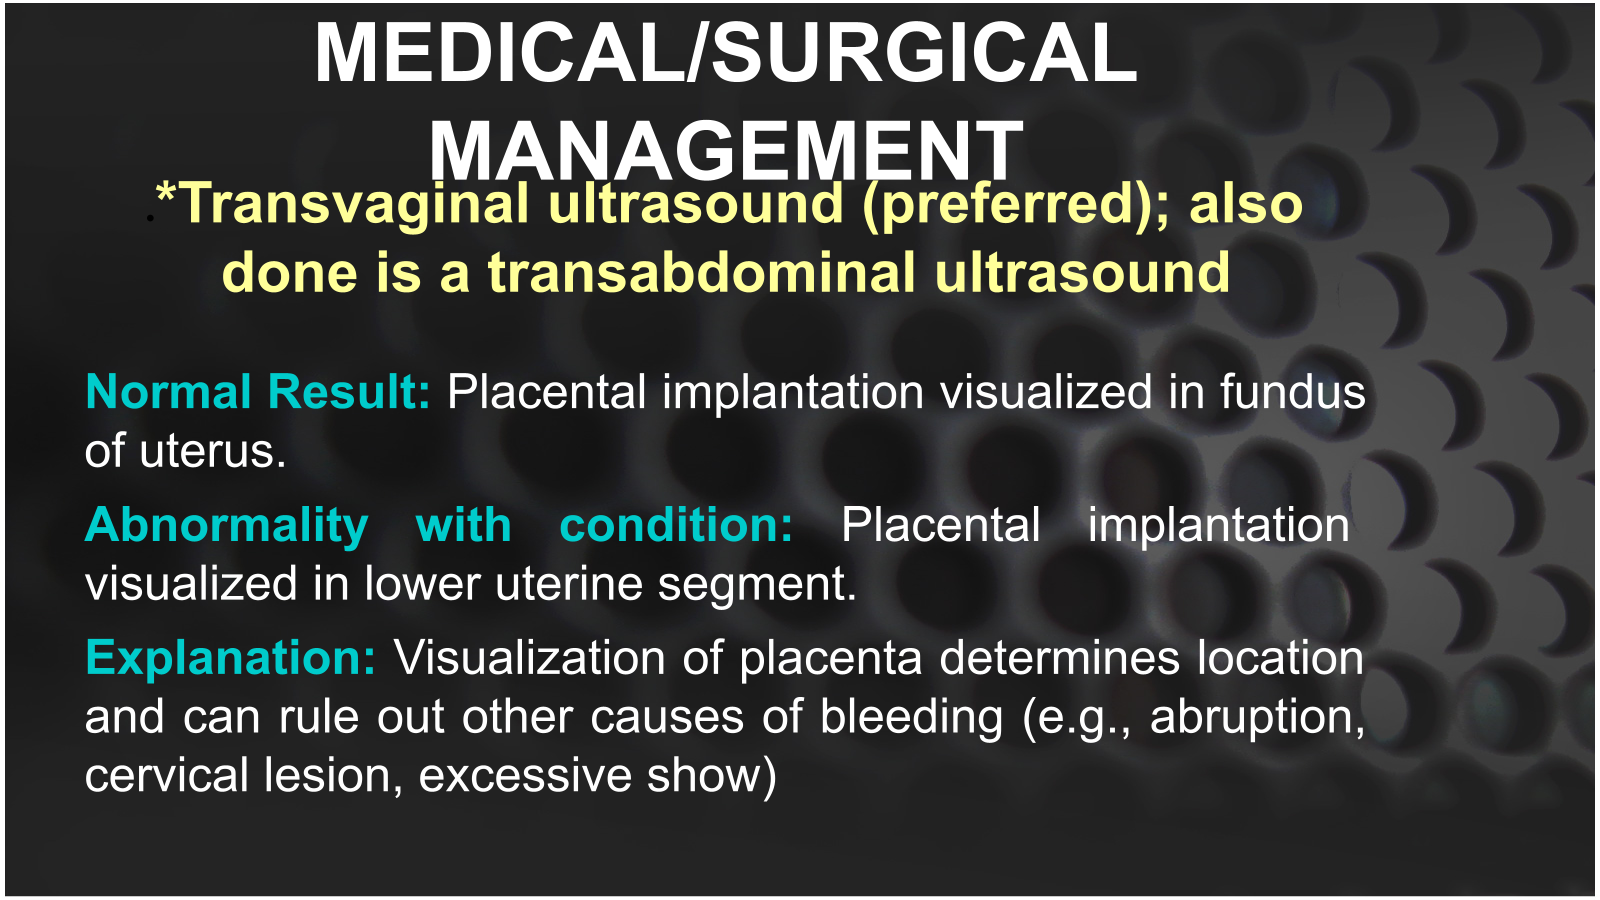 MEDICAL/SURGICAL
MANAGEMENT
.*Transvaginal ultrasound (preferred); also
done is a transabdominal ultrasound
Normal Result: Placental implantation visualized in fundus
of uterus.
Abnormality with condition: Placental implantation
visualized in lower uterine segment.
Explanation: Visualization of placenta determines location
and can rule out other causes of bleeding (e.g., abruption,
cervical lesion, excessive show)